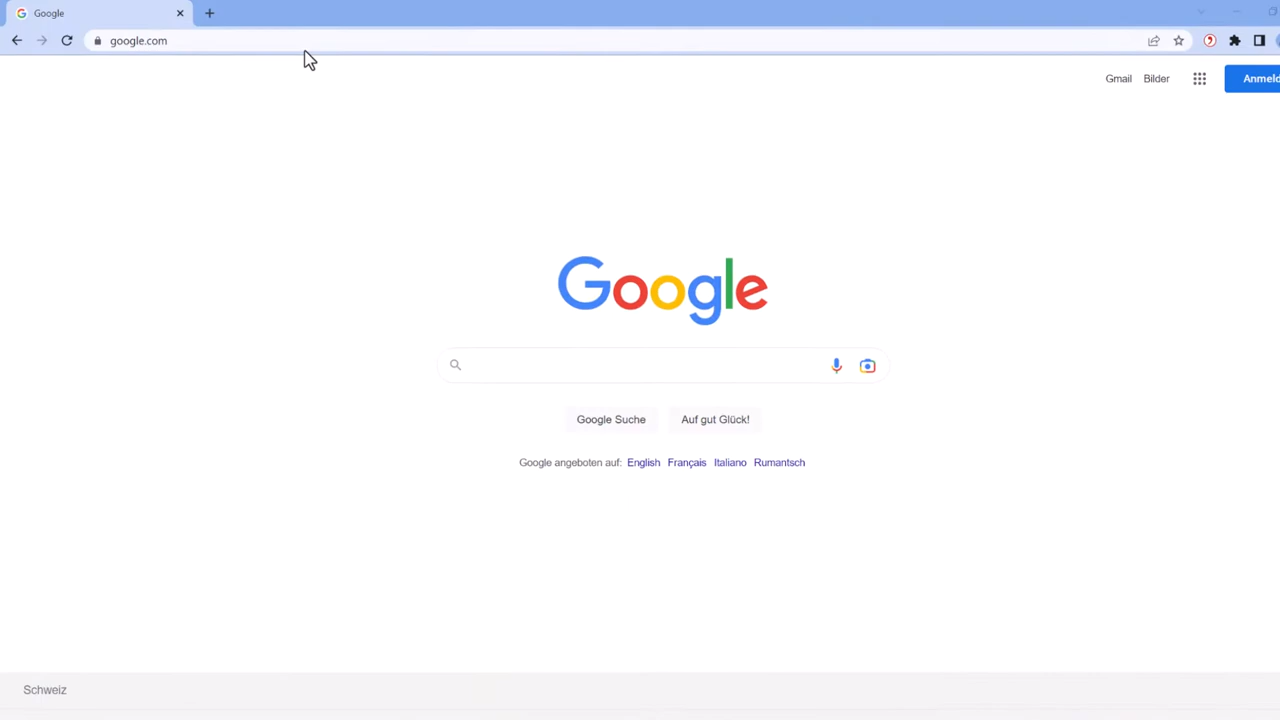 Google
google.com
Gmail Bilder
Anmeld
Google
Google Suche Auf gut Glück!
Google angeboten auf: English Français Italiano Rumantsch
Schweiz